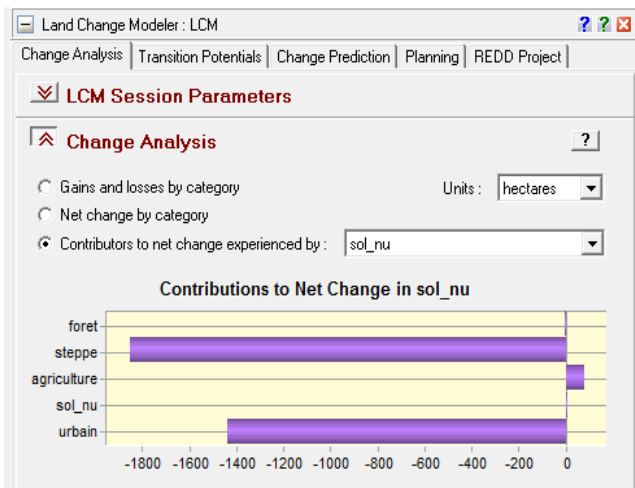 Land Change Modeler : LCM
? ?
Change Analysis Transition Potentials Change Prediction Planning REDD Project
LCM Session Parameters
Change Analysis
?
Gains and losses by category
Units :
hectares
Net change by category
Contributors to net change experienced by :
sol_nu
Contributions to Net Change in sol_nu
foret
steppe
agriculture
sol_nu
urbain
-1800 -1600 -1400 -1200 -1000 -800 -600 -400 -200 0